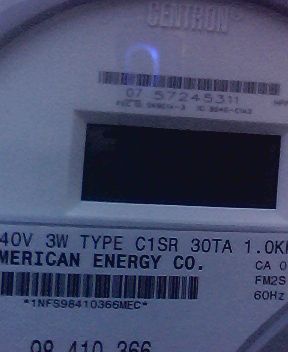 CENTRON®
07 57245311
40V 3W TYPE C1SR 30TA 1.0K
MERICAN ENERGY CO.
CA 0
FM2S
60Hz
*1NFS98410366MEC*
98 410 366